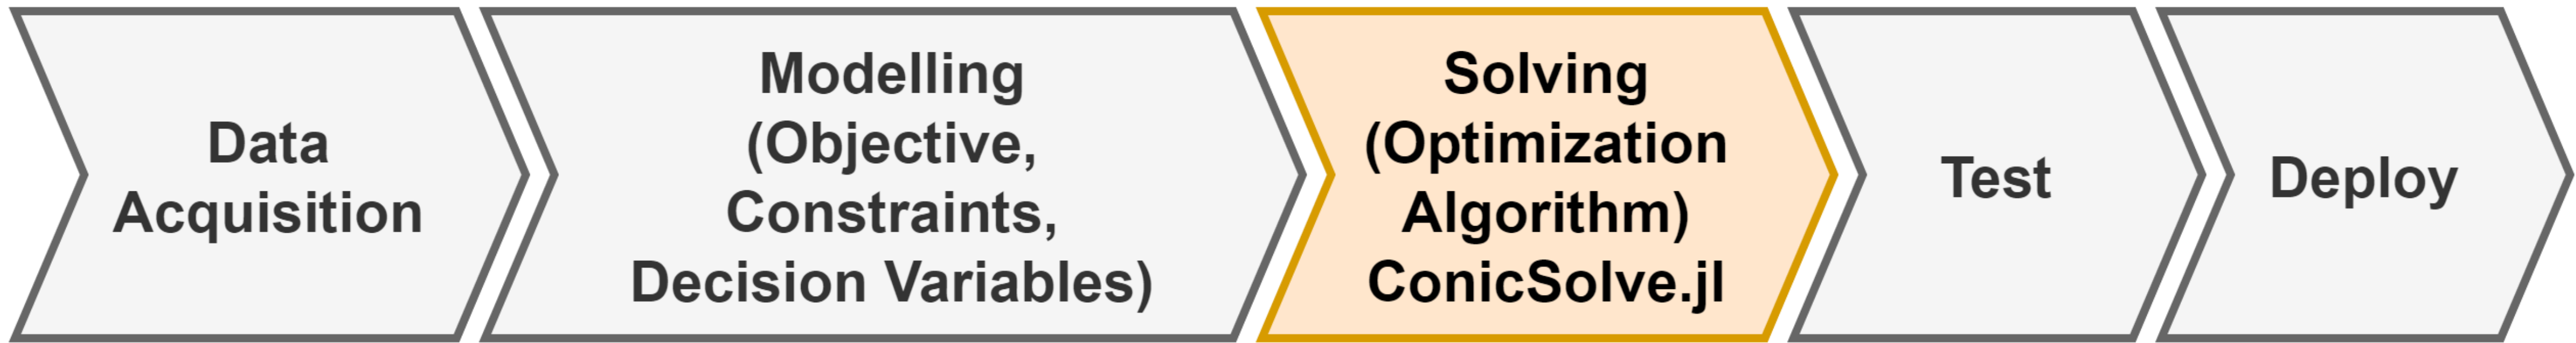 Data
Acquisition
Modelling
(Objective,
Constraints,
Decision Variables)
Solving
(Optimization
Algorithm)
ConicSolve.jl
Test
Deploy